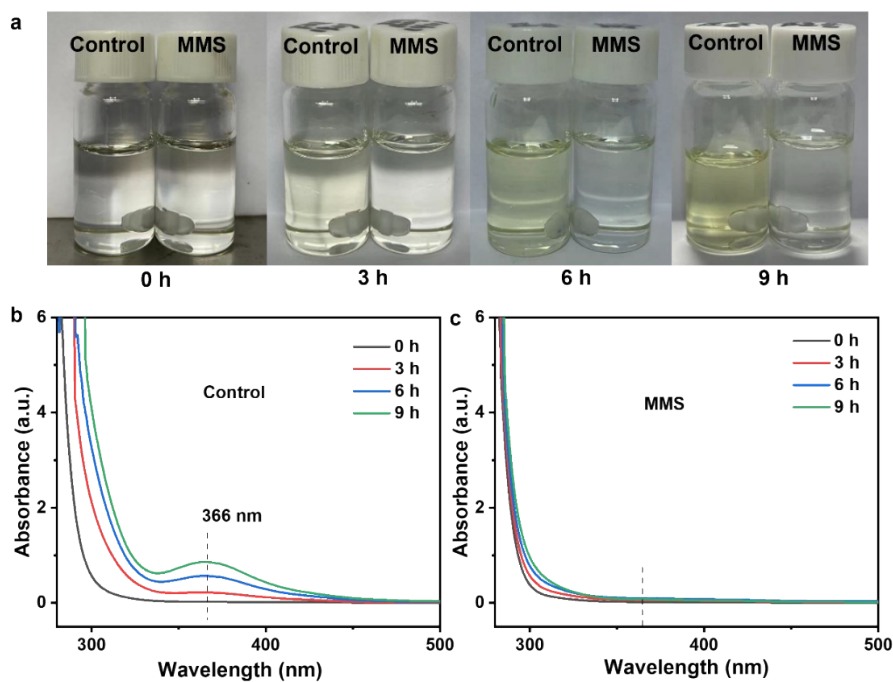 a
Control MMS Control MMS Control MMS Control MMS
0 h 3 h 6 h 9 h
b
6
4
2
0
300 400 500
Wavelength (nm)
Absorbance (a.u.)
Control
366 nm
0 h
3 h
6 h
9 h
c
6
4
2
0
300 400 500
Wavelength (nm)
Absorbance (a.u.)
MMS
0 h
3 h
6 h
9 h